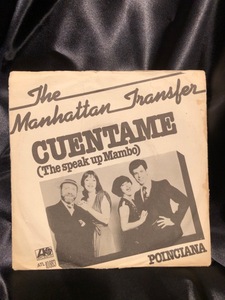 The
Manhattan Transfer
CUENTAME
(The speak up Mambo)
POINCIANA